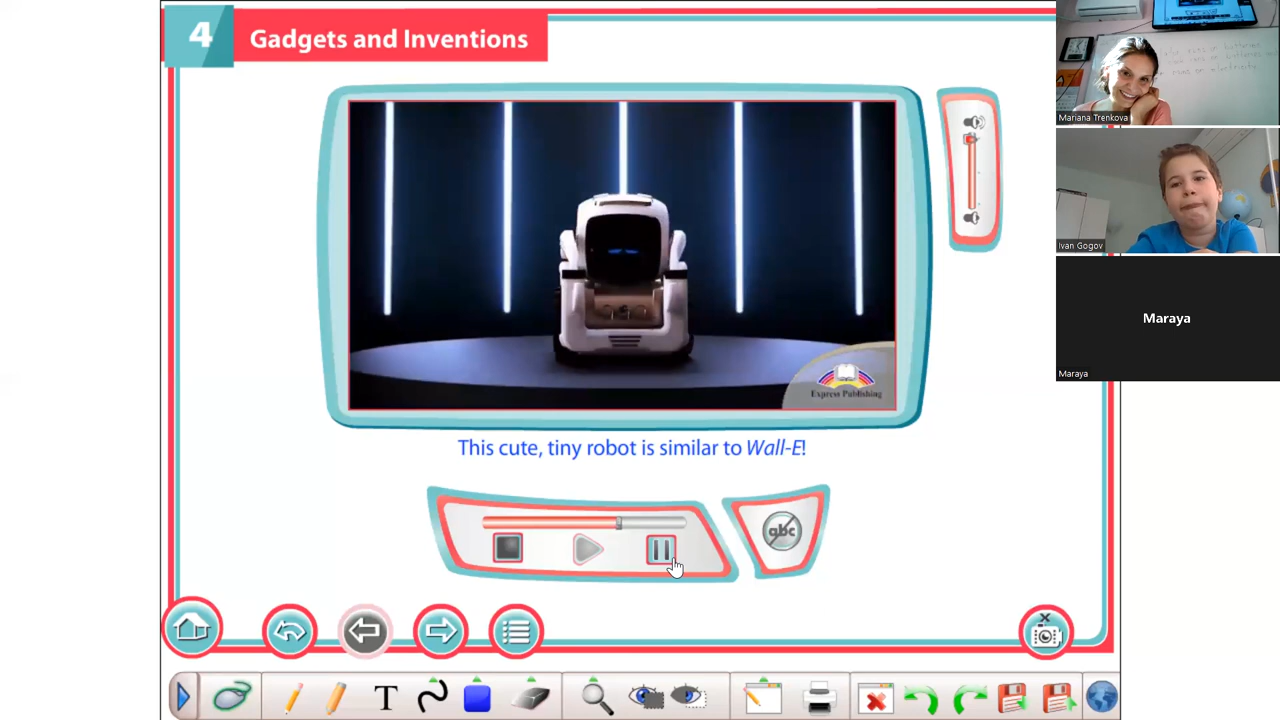 4
Gadgets and Inventions
Express Publishing
This cute, tiny robot is similar to Wall-E!
abc
T
Mariana Trenkova
Ivan Gogov
Maraya
Maraya